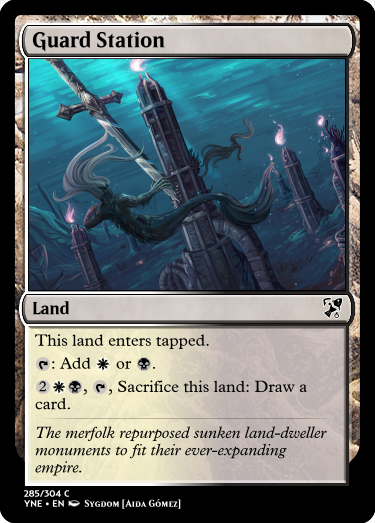 Guard Station
Land
This land enters tapped.
: Add or .
2 , , Sacrifice this land: Draw a
card.
The merfolk repurposed sunken land-dweller
monuments to fit their ever-expanding
empire.
285/304 C
YNE • EN Sygdom [Aida Gómez]